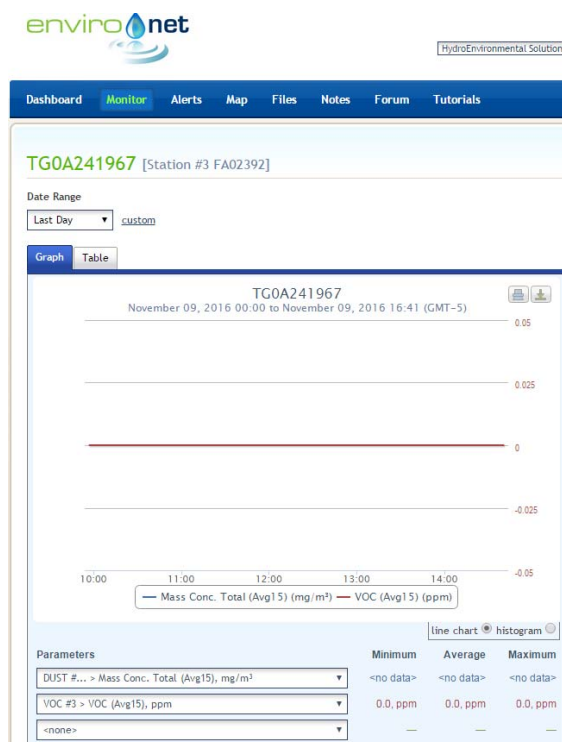 enviro net
HydroEnvironmental Solution
Dashboard Monitor Alerts Map Files Notes Forum Tutorials
TG0A241967 [Station #3 FA02392]
Date Range
Last Day custom
Graph Table
TG0A241967
November 09, 2016 00:00 to November 09, 2016 16:41 (GMT-5)
0.05
0.025
0
-0.025
-0.05
10:00 11:00 12:00 13:00 14:00
Mass Conc. Total (Avg15) (mg/m³) VOC (Avg15) (ppm)
line chart histogram
Parameters Minimum Average Maximum
DUST #... > Mass Conc. Total (Avg15), mg/m³ <no data> <no data> <no data>
VOC #3 > VOC (Avg15), ppm 0.0, ppm 0.0, ppm 0.0, ppm
<none> — — —